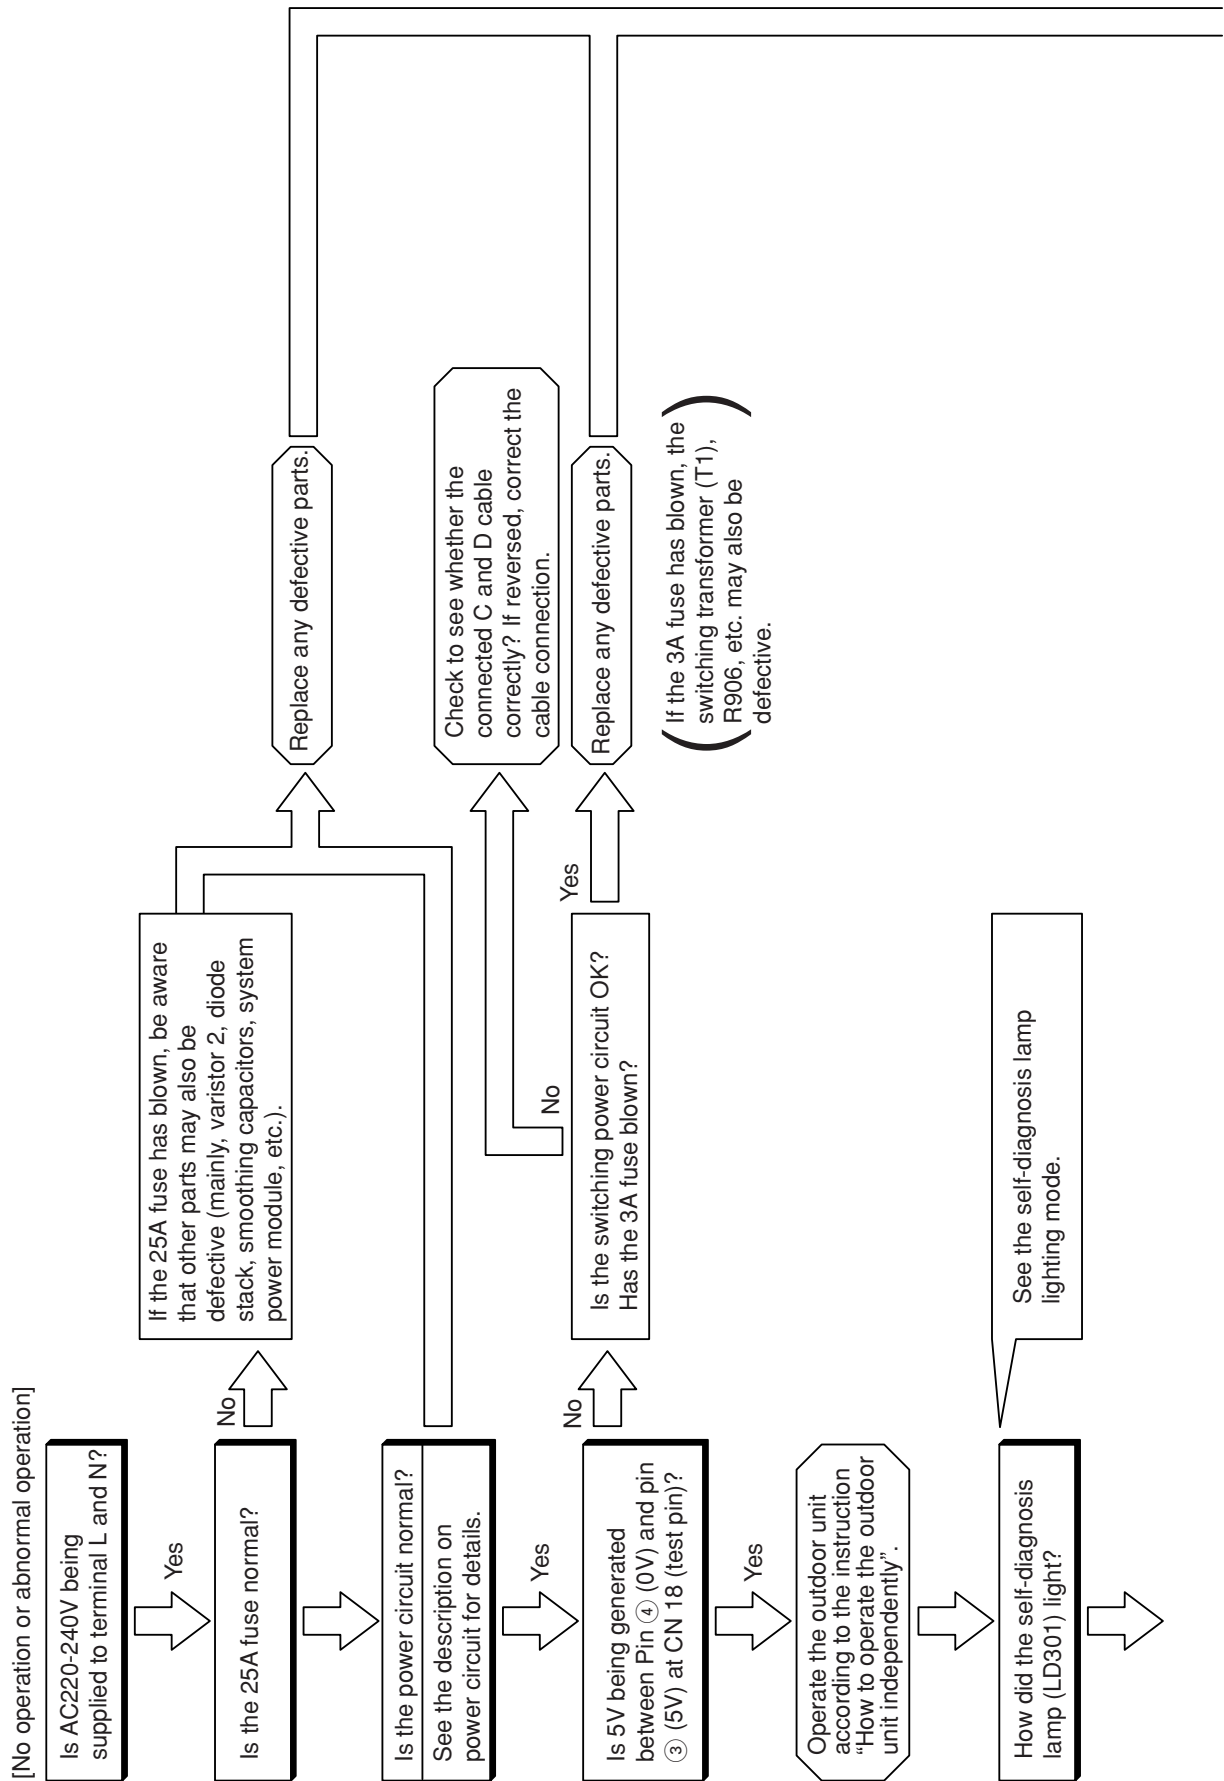 [No operation or abnormal operation]
Is AC220-240V being
supplied to terminal L and N?
Yes
Is the 25A fuse normal?
No
If the 25A fuse has blown, be aware
that other parts may also be
defective (mainly, varistor 2, diode
stack, smoothing capacitors, system
power module, etc.).
Replace any defective parts.
Is the power circuit normal?
See the description on
power circuit for details.
Yes
Is 5V being generated
between Pin ④ (0V) and pin
③ (5V) at CN 18 (test pin)?
No
Is the switching power circuit OK?
Has the 3A fuse blown?
No
Check to see whether the
connected C and D cable
correctly? If reversed, correct the
cable connection.
Yes
Replace any defective parts.
If the 3A fuse has blown, the
switching transformer (T1),
R906, etc. may also be
defective.
Yes
Operate the outdoor unit
according to the instruction
“How to operate the outdoor
unit independently”.
How did the self-diagnosis
lamp (LD301) light?
See the self-diagnosis lamp
lighting mode.